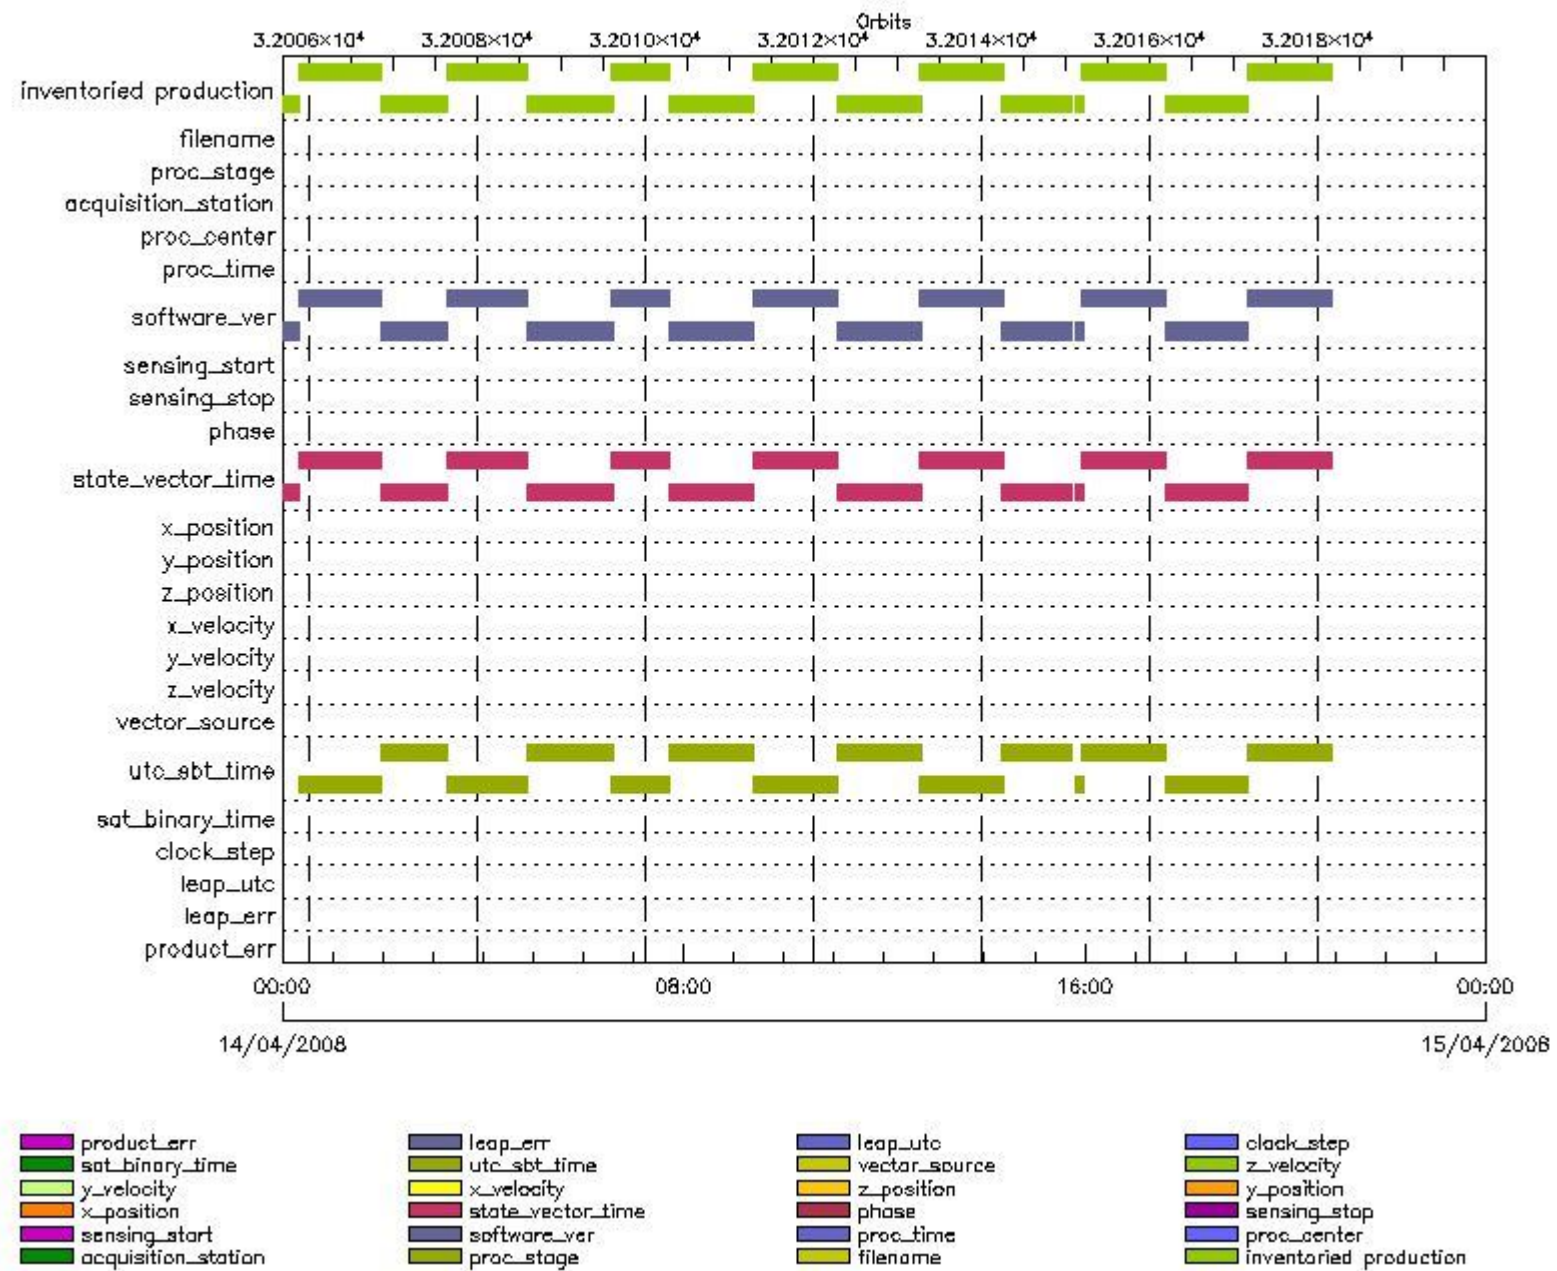 Orbits
3.2006×10⁴ 3.2008×10⁴ 3.2010×10⁴ 3.2012×10⁴ 3.2014×10⁴ 3.2016×10⁴ 3.2018×10⁴
inventoried production
filename
proc_stage
acquisition_station
proc_center
proc_time
software_ver
sensing_start
sensing_stop
phase
state_vector_time
x_position
y_position
z_position
x_velocity
y_velocity
z_velocity
vector_source
utc_sbt_time
sat_binary_time
clock_step
leap_utc
leap_err
product_err
00:00 08:00 16:00 00:00
14/04/2008 15/04/2008
product_err leap_err leap_utc clock_step
sat_binary_time utc_sbt_time vector_source z_velocity
y_velocity x_velocity z_position y_position
x_position state_vector_time phase sensing_stop
sensing_start software_ver proc_time proc_center
acquisition_station proc_stage filename inventoried production